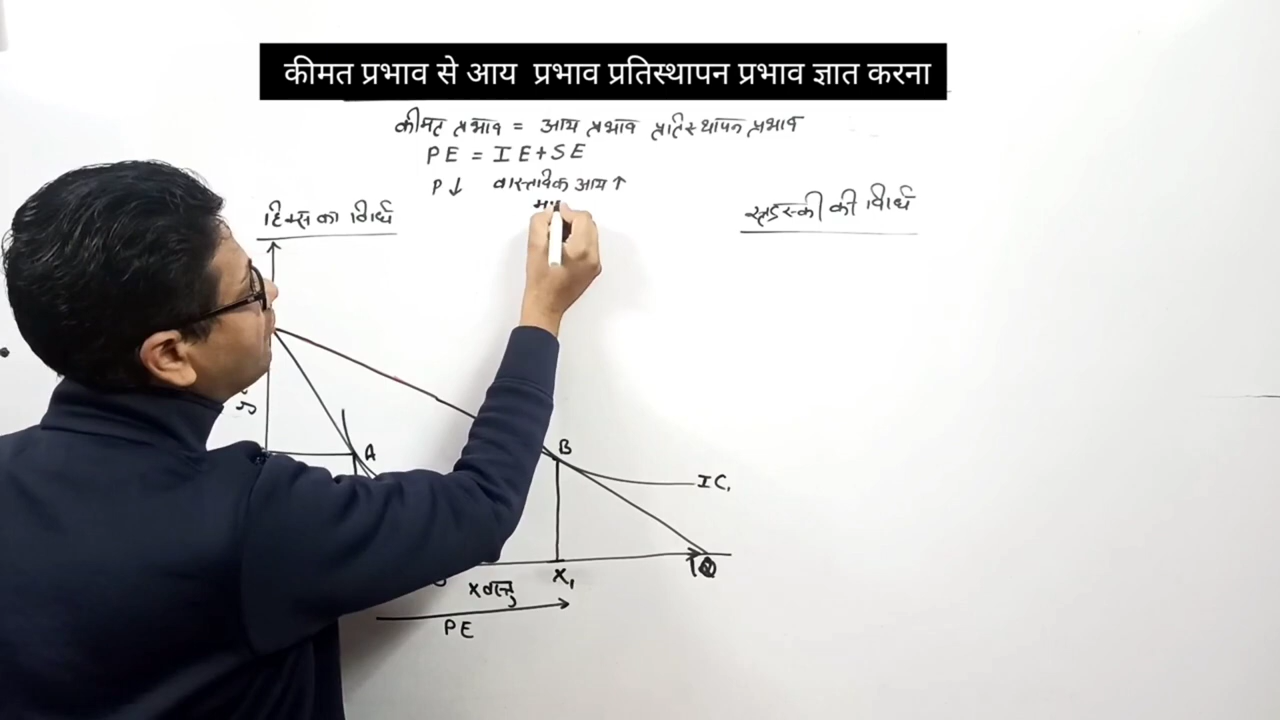 कीमत प्रभाव से आय प्रभाव प्रतिस्थापन प्रभाव ज्ञात करना
कीमत प्रभाव = आय प्रभाव प्रतिस्थापन प्रभाव
PE = IE+SE
P↓ वास्तविक आय ↑
हिक्स का विधि
स्लटस्की की विधि
A
B
IC₁
X वस्तु
X₁
PE